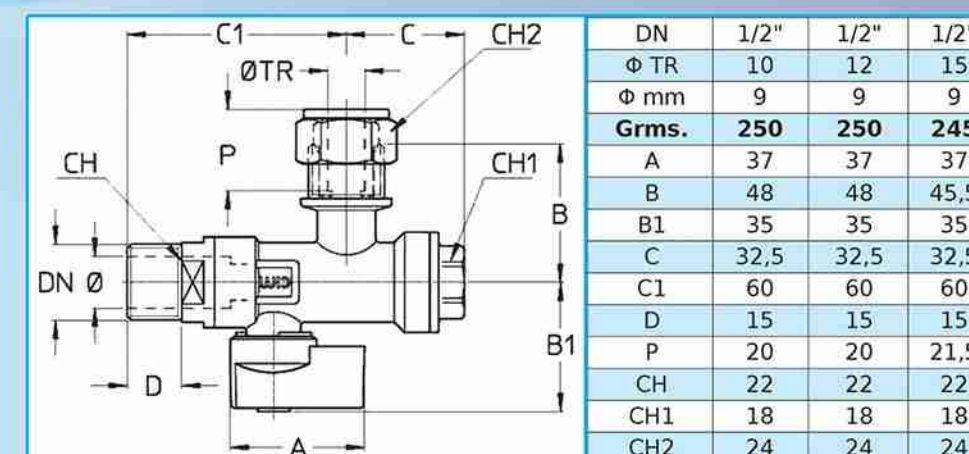 C1 C CH2
ØTR
P
CH CH1
B
DN Ø
B1
D
A
DN 1/2" 1/2" 1/2"
Φ TR 10 12 15
Φ mm 9 9 9
Grms. 250 250 245
A 37 37 37
B 48 48 45,5
B1 35 35 35
C 32,5 32,5 32,5
C1 60 60 60
D 15 15 15
P 20 20 21,5
CH 22 22 22
CH1 18 18 18
CH2 24 24 24